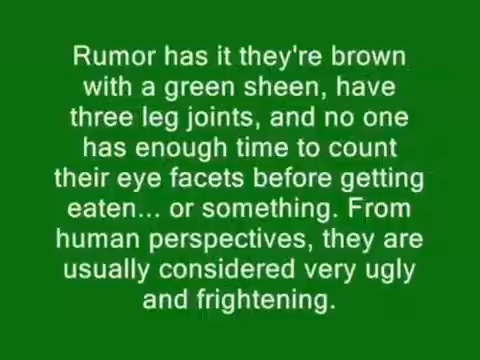 Rumor has it they're brown
with a green sheen, have
three leg joints, and no one
has enough time to count
their eye facets before getting
eaten... or something. From
human perspectives, they are
usually considered very ugly
and frightening.